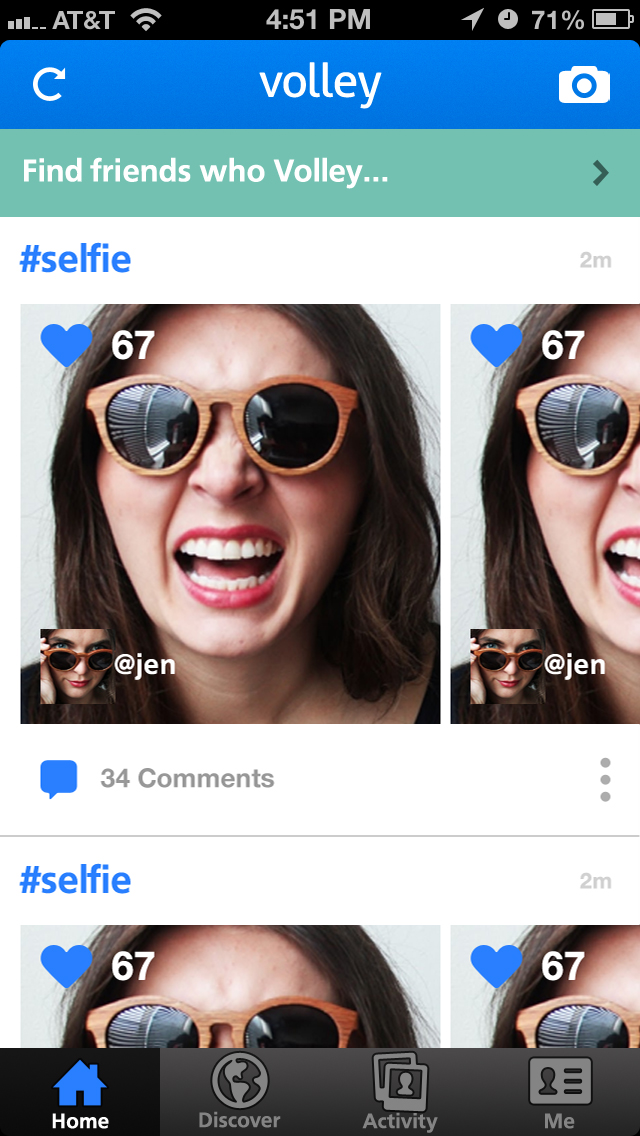 AT&T 4:51 PM 71%
volley
Find friends who Volley...
#selfie 2m
67 67
@jen @jen
34 Comments
#selfie 2m
67 67
Home Discover Activity Me